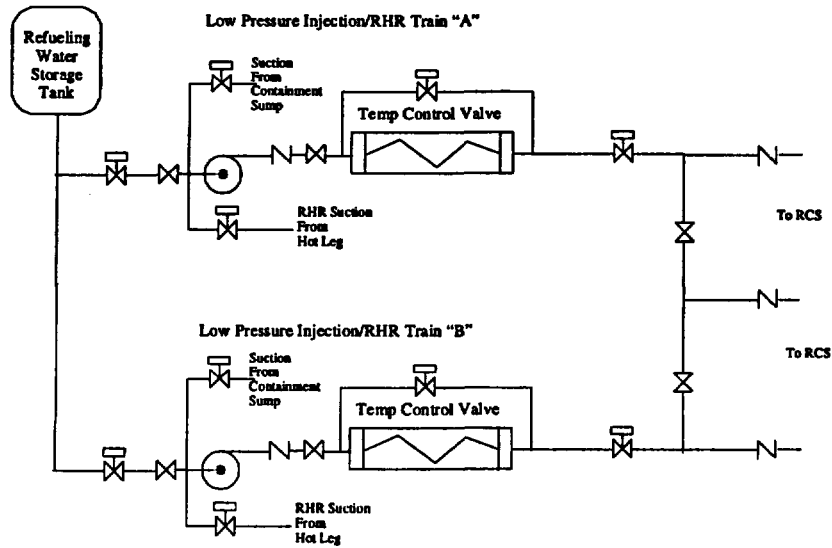 Low Pressure Injection/RHR Train “A”
Refueling
Water
Storage
Tank
Suction
From
Containment
Sump
Temp Control Valve
RHR Suction
From
Hot Leg
To RCS
Low Pressure Injection/RHR Train “B”
Suction
From
Containment
Sump
Temp Control Valve
To RCS
RHR Suction
From
Hot Leg